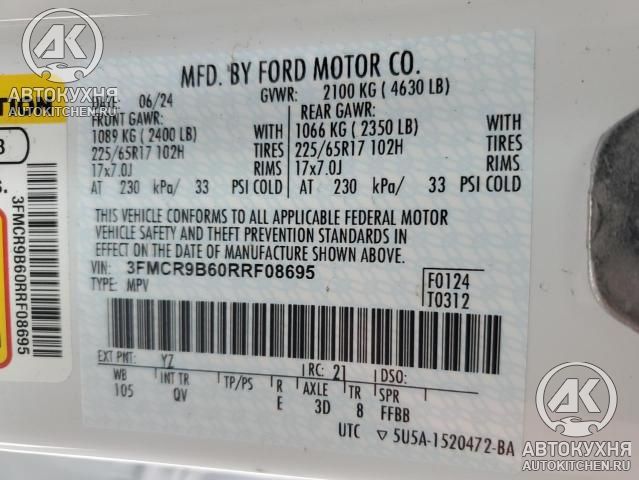 АВТОКУХНЯ
AUTOKITCHEN.RU
АВТОКУХНЯ
AUTOKITCHEN.RU
MFD. BY FORD MOTOR CO.
DATE: 06/24 GVWR: 2100 KG ( 4630 LB)
FRONT GAWR: REAR GAWR:
1089 KG ( 2400 LB) WITH 1066 KG ( 2350 LB) WITH
225/65R17 102H TIRES 225/65R17 102H TIRES
17x7.0J RIMS 17x7.0J RIMS
AT 230 kPa/ 33 PSI COLD AT 230 kPa/ 33 PSI COLD
THIS VEHICLE CONFORMS TO ALL APPLICABLE FEDERAL MOTOR
VEHICLE SAFETY AND THEFT PREVENTION STANDARDS IN
EFFECT ON THE DATE OF MANUFACTURE SHOWN ABOVE.
VIN: 3FMCR9B60RRF08695 F0124
TYPE: MPV T0312
EXT PNT: YZ RC: 21 DSO:
WB INT TR TP/PS R AXLE TR SPR
105 QV E 3D 8 FFBB
UTC 5U5A-1520472-BA
3FMCR9B60RRF08695
АВТОКУХНЯ
AUTOKITCHEN.RU